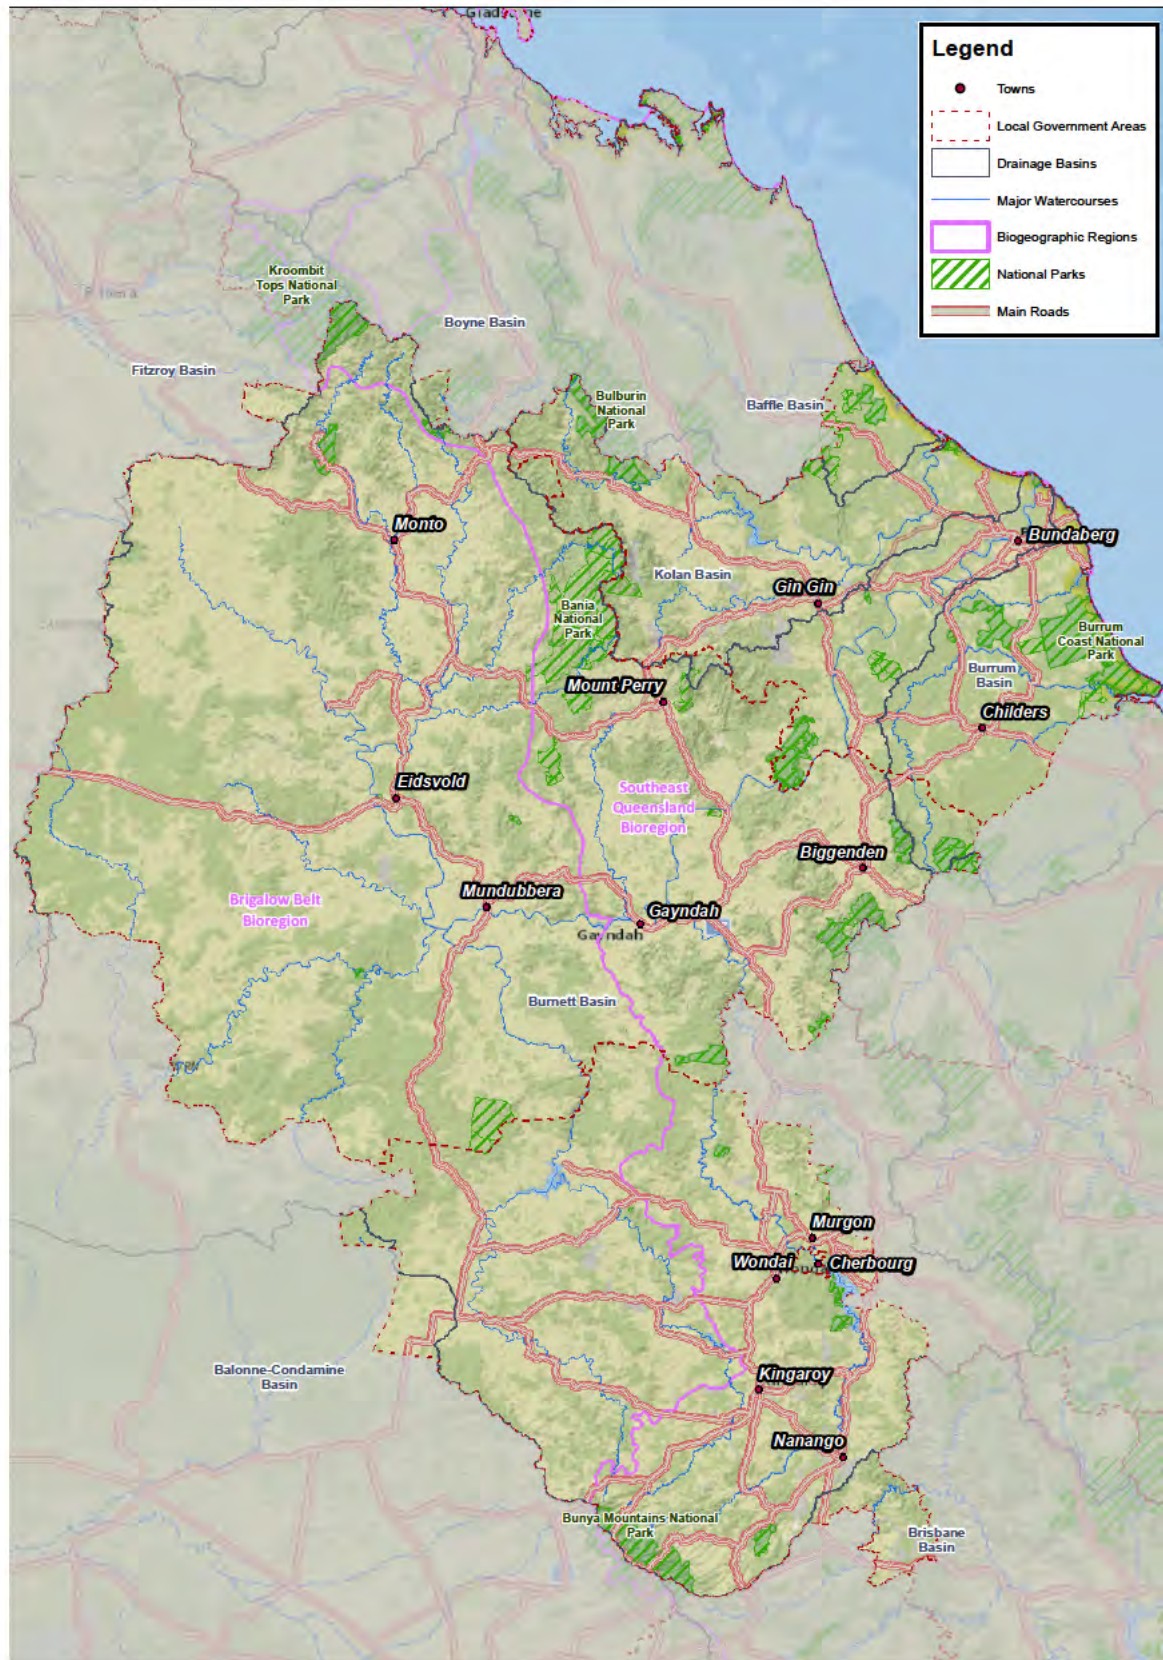 Gladstone
Legend
Towns
Local Government Areas
Drainage Basins
Major Watercourses
Biogeographic Regions
National Parks
Main Roads
Kroombit
Tops National
Park
Boyne Basin
Fitzroy Basin
Bulburin
National
Park
Baffle Basin
Monto
Bundaberg
Kolan Basin
Gin Gin
Bania
National
Park
Burrum
Coast National
Park
Burrum
Basin
Mount Perry
Childers
Eidsvold
Southeast
Queensland
Bioregion
Biggenden
Mundubbera
Brigalow Belt
Bioregion
Gayndah
Gayndah
Burnett Basin
Murgon
Wondai
Cherbourg
Balonne-Condamine
Basin
Kingaroy
Nanango
Bunya Mountains National
Park
Brisbane
Basin